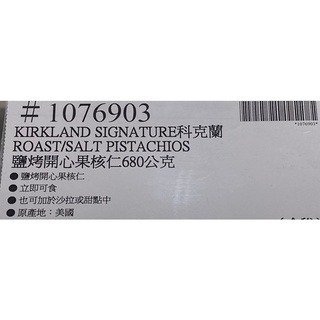 #1076903
*1076903*
KIRKLAND SIGNATURE科克蘭
ROAST/SALT PISTACHIOS
鹽烤開心果核仁680公克
● 鹽烤開心果核仁
● 立即可食
● 也可加於沙拉或甜點中
● 原產地：美國